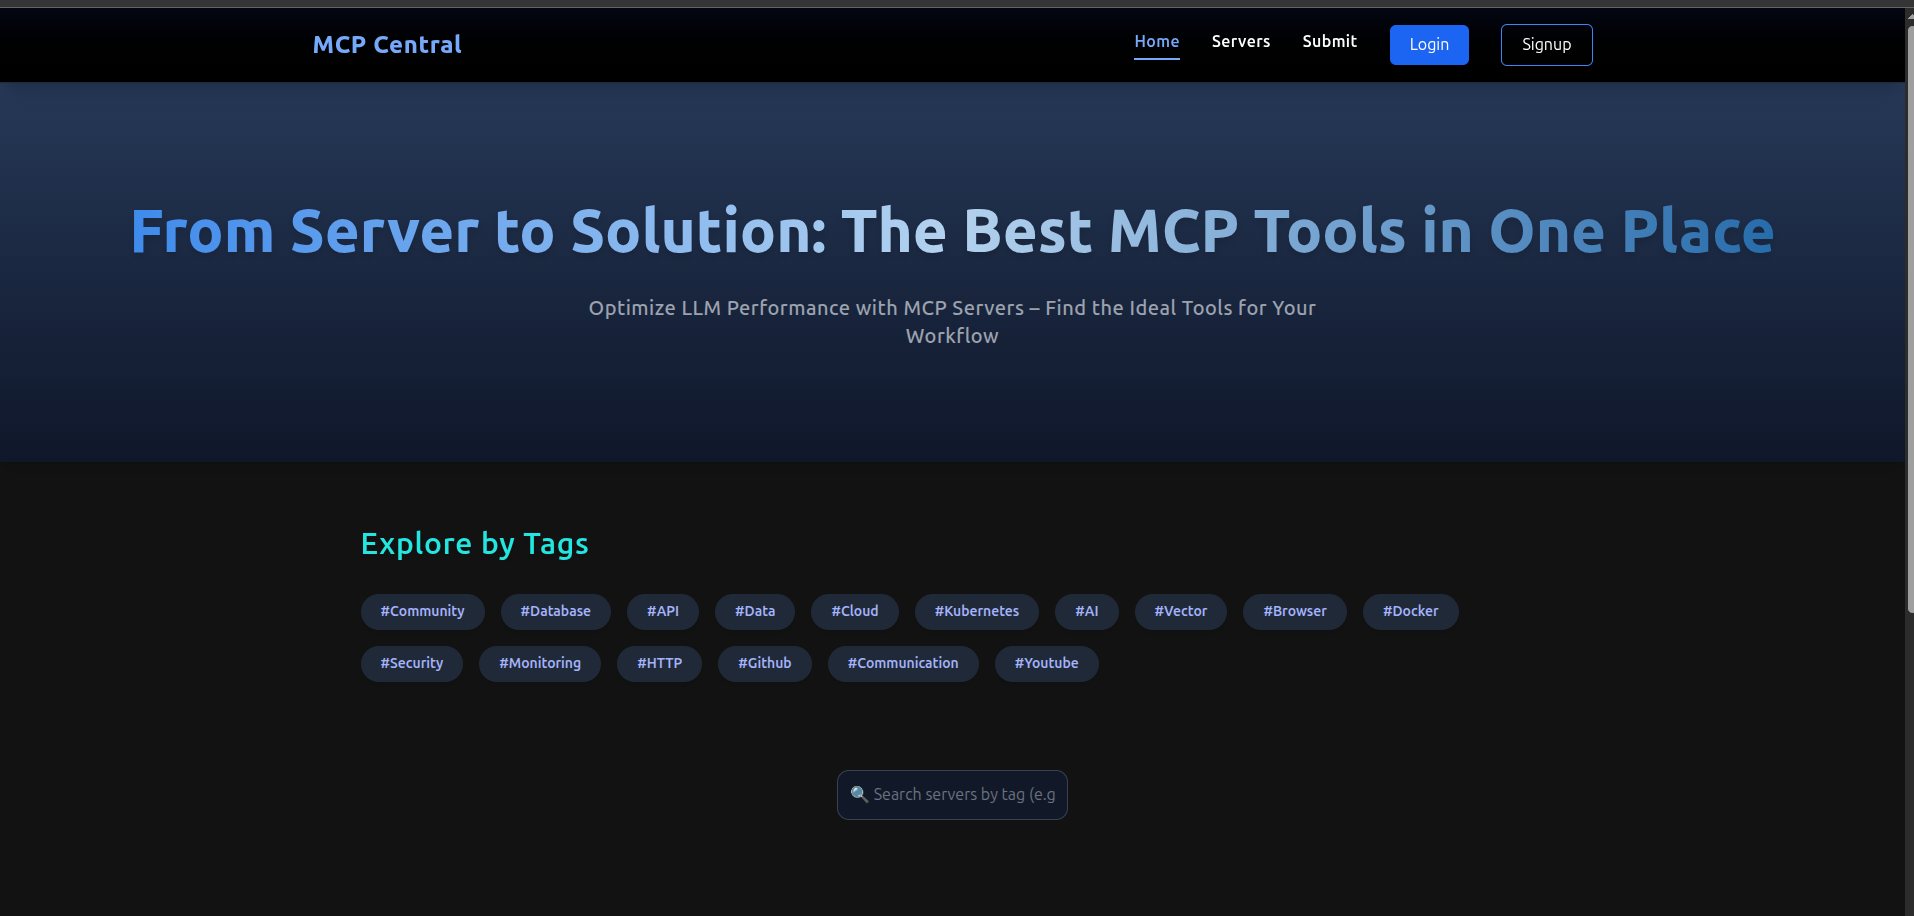 MCP Central
Home Servers Submit Login Signup
From Server to Solution: The Best MCP Tools in One Place
Optimize LLM Performance with MCP Servers – Find the Ideal Tools for Your
Workflow
Explore by Tags
#Community #Database #API #Data #Cloud #Kubernetes #AI #Vector #Browser #Docker
#Security #Monitoring #HTTP #Github #Communication #Youtube
🔍 Search servers by tag (e.g